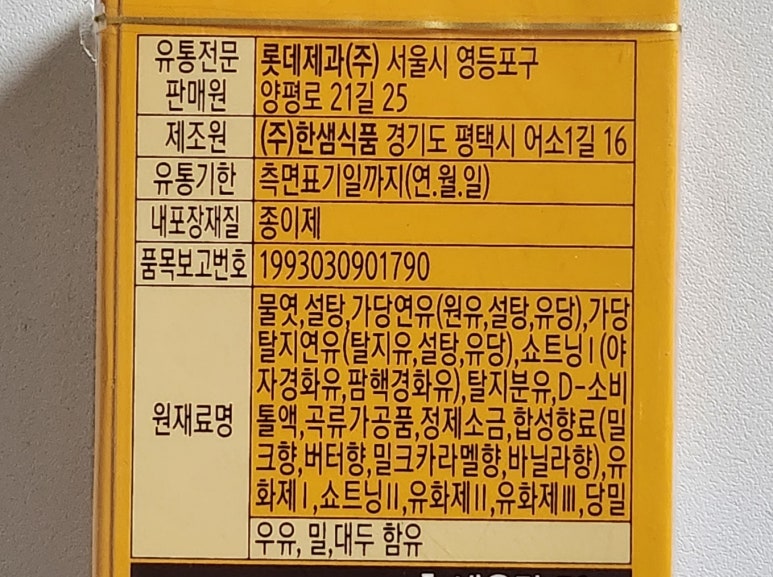 유통전문 롯데제과(주) 서울시 영등포구
판매원 양평로 21길 25
제조원 (주)한샘식품 경기도 평택시 어소1길 16
유통기한 측면표기일까지(연.월.일)
내포장재질 종이제
품목보고번호 1993030901790
원재료명
물엿,설탕,가당연유(원유,설탕,유당),가당
탈지연유(탈지유,설탕,유당),쇼트닝Ⅰ(야
자경화유,팜핵경화유),탈지분유,D-소비
톨액,곡류가공품,정제소금,합성향료(밀
크향,버터향,밀크카라멜향,바닐라향),유
화제Ⅰ,쇼트닝II,유화제II,유화제Ⅲ,당밀
우유, 밀,대두 함유